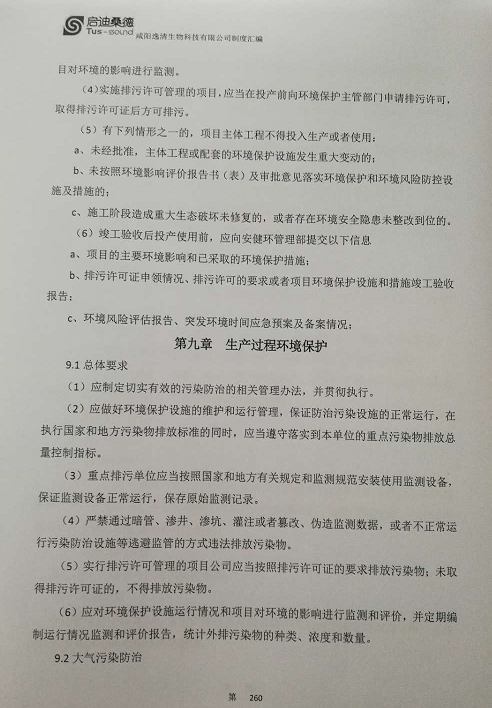 启迪桑德
Tus-Sound 咸阳逸清生物科技有限公司制度汇编
目对环境的影响进行监测。
(4)实施排污许可管理的项目,应当在投产前向环境保护主管部门申请排污许可,
取得排污许可证后方可排污。
(5)有下列情形之一的,项目主体工程不得投入生产或者使用:
a、未经批准,主体工程或配套的环境保护设施发生重大变动的;
b、未按照环境影响评价报告书(表)及审批意见落实环境保护和环境风险防控设
施及措施的;
c、施工阶段造成重大生态破坏未修复的,或者存在环境安全隐患未整改到位的。
(6)竣工验收后投产使用前,应向安健环管理部提交以下信息
a、项目的主要环境影响和已采取的环境保护措施;
b、排污许可证申领情况、排污许可的要求或者项目环境保护设施和措施竣工验收
报告;
c、环境风险评估报告、突发环境时间应急预案及备案情况;
第九章 生产过程环境保护
9.1 总体要求
(1)应制定切实有效的污染防治的相关管理办法,并贯彻执行。
(2)应做好环境保护设施的维护和运行管理,保证防治污染设施的正常运行,在
执行国家和地方污染物排放标准的同时,应当遵守落实到本单位的重点污染物排放总
量控制指标。
(3)重点排污单位应当按照国家和地方有关规定和监测规范安装使用监测设备,
保证监测设备正常运行,保存原始监测记录。
(4)严禁通过暗管、渗井、渗坑、灌注或者篡改、伪造监测数据,或者不正常运
行污染防治设施等逃避监管的方式违法排放污染物。
(5)实行排污许可管理的项目公司应当按照排污许可证的要求排放污染物;未取
得排污许可证的,不得排放污染物。
(6)应对环境保护设施运行情况和项目对环境的影响进行监测和评价,并定期编
制运行情况监测和评价报告,统计外排污染物的种类、浓度和数量。
9.2 大气污染防治
第 260